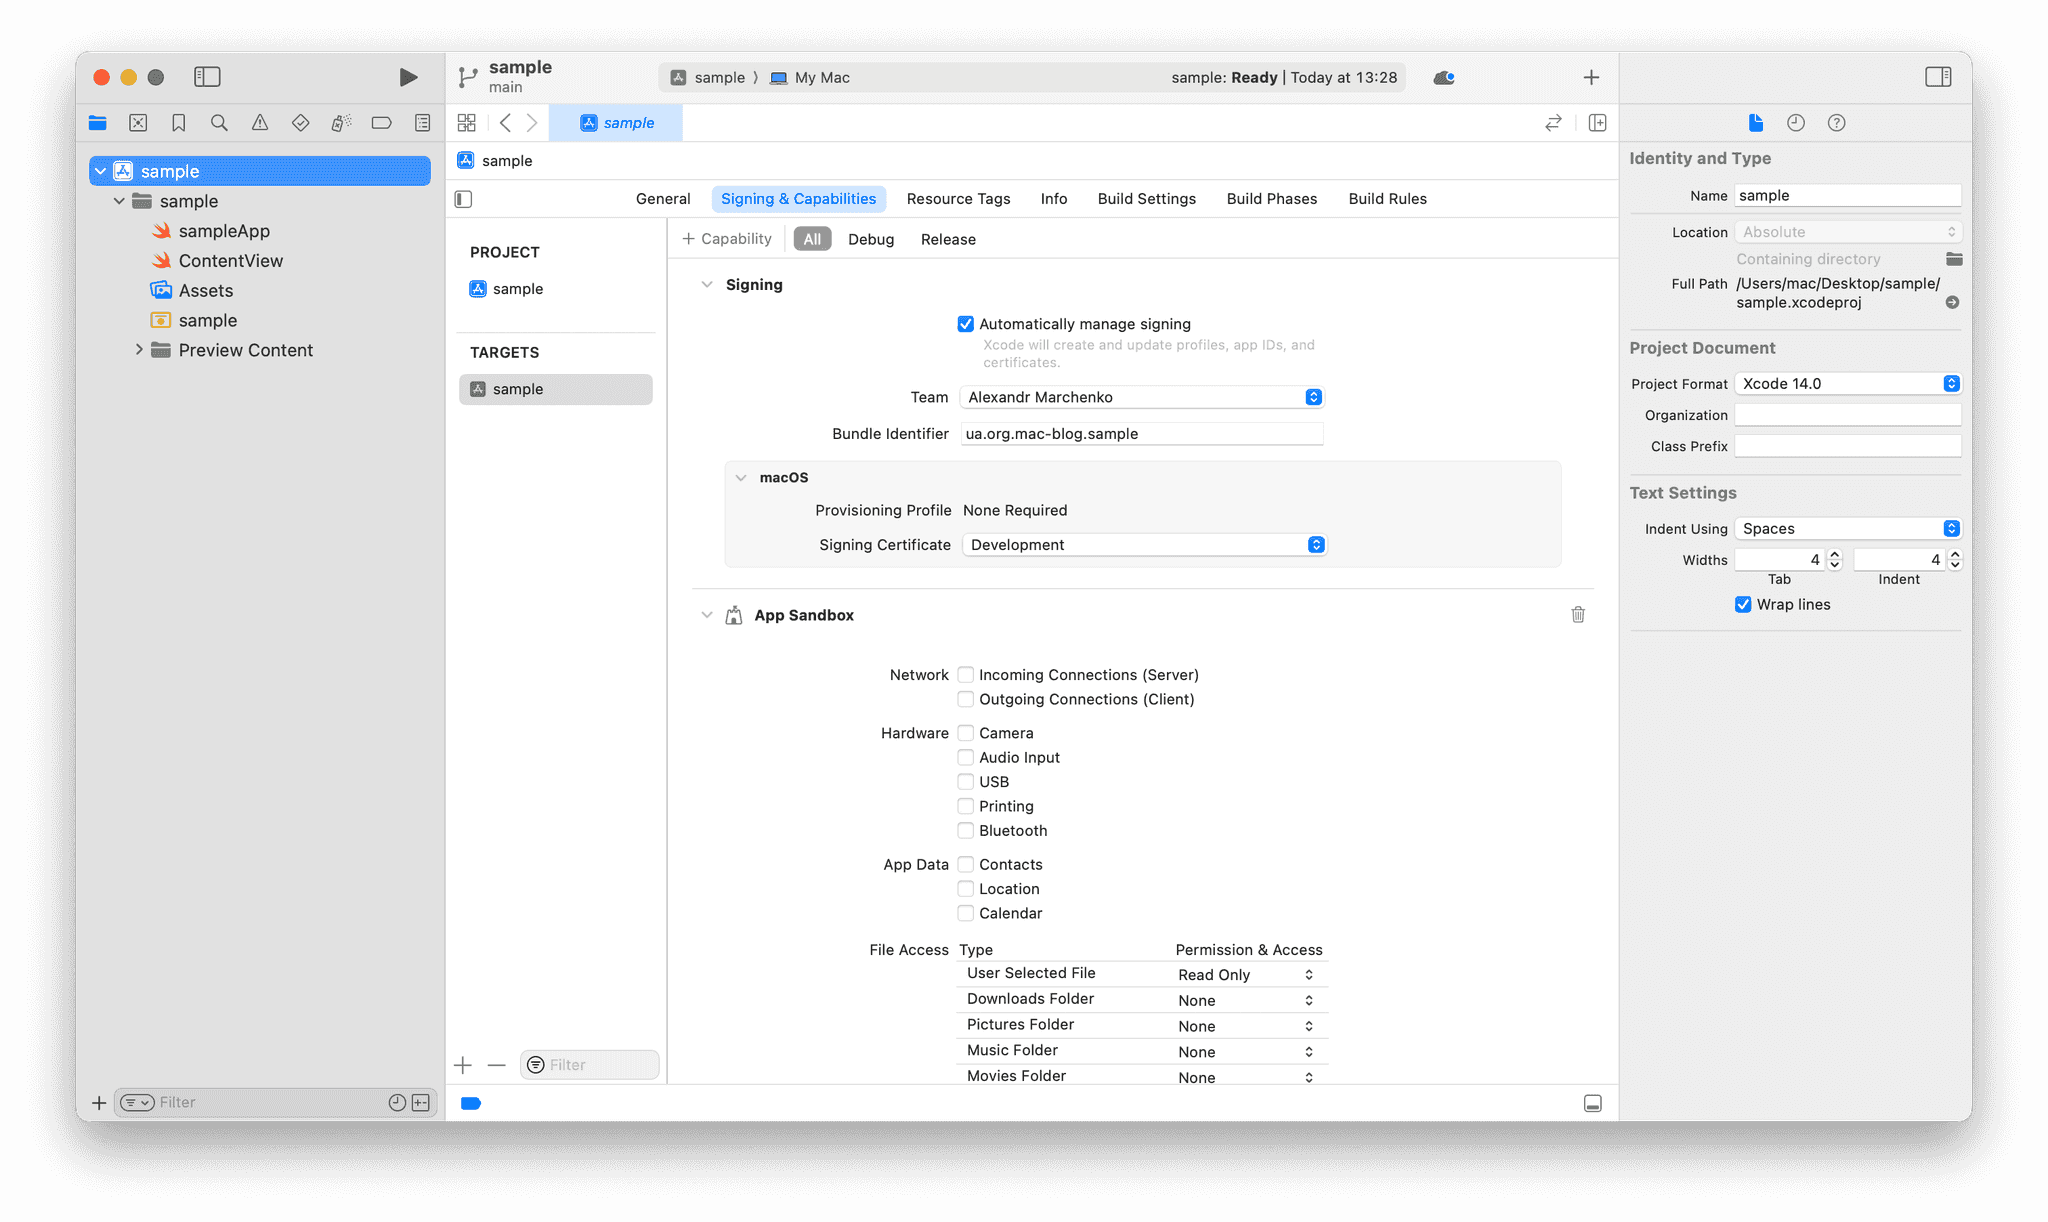 sample
main
sample 〉 My Mac
sample: Ready | Today at 13:28
sample
sample
sampleApp
ContentView
Assets
sample
Preview Content
Filter
sample
sample
General
Signing & Capabilities
Resource Tags
Info
Build Settings
Build Phases
Build Rules
PROJECT
sample
TARGETS
sample
Filter
+ Capability
All
Debug
Release
Signing
Automatically manage signing
Xcode will create and update profiles, app IDs, and
certificates.
Team Alexandr Marchenko
Bundle Identifier ua.org.mac-blog.sample
macOS
Provisioning Profile None Required
Signing Certificate Development
App Sandbox
Network Incoming Connections (Server)
Outgoing Connections (Client)
Hardware Camera
Audio Input
USB
Printing
Bluetooth
App Data Contacts
Location
Calendar
File Access Type Permission & Access
User Selected File Read Only
Downloads Folder None
Pictures Folder None
Music Folder None
Movies Folder None
Identity and Type
Name sample
Location Absolute
Containing directory
Full Path /Users/mac/Desktop/sample/
sample.xcodeproj
Project Document
Project Format Xcode 14.0
Organization
Class Prefix
Text Settings
Indent Using Spaces
Widths 4 4
Tab Indent
Wrap lines